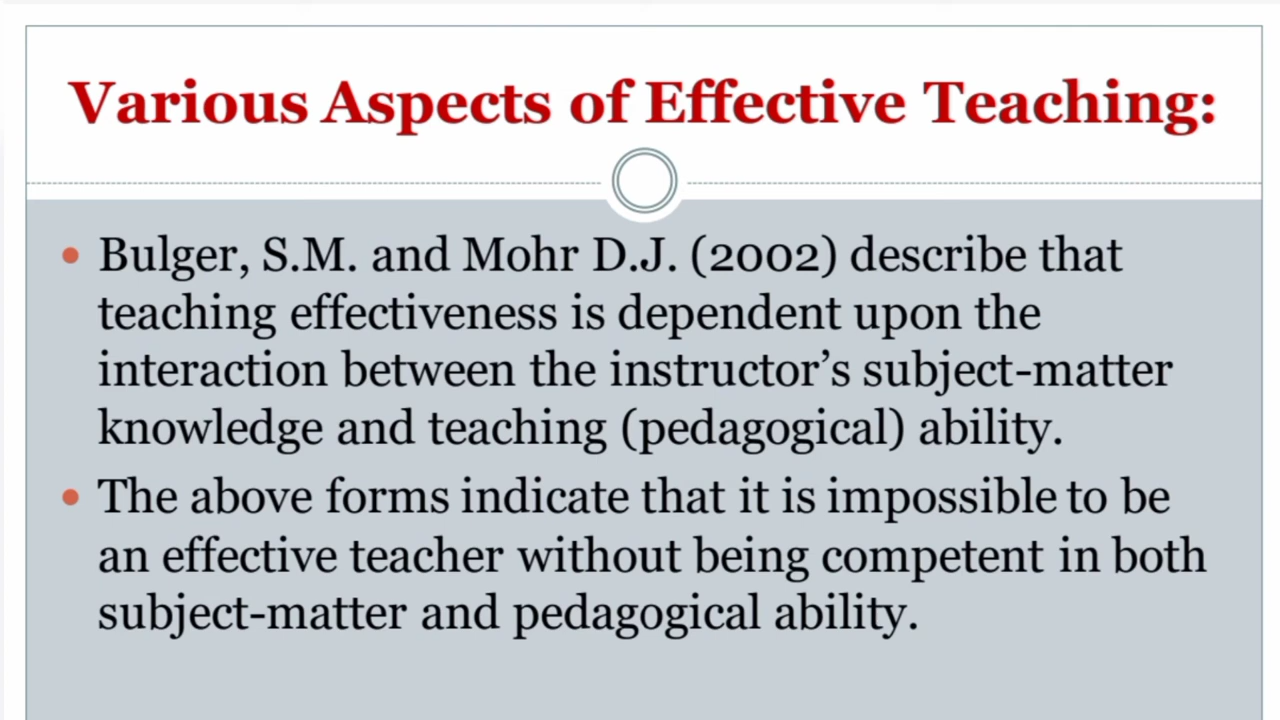 Various Aspects of Effective Teaching:
• Bulger, S.M. and Mohr D.J. (2002) describe that
teaching effectiveness is dependent upon the
interaction between the instructor’s subject-matter
knowledge and teaching (pedagogical) ability.
• The above forms indicate that it is impossible to be
an effective teacher without being competent in both
subject-matter and pedagogical ability.